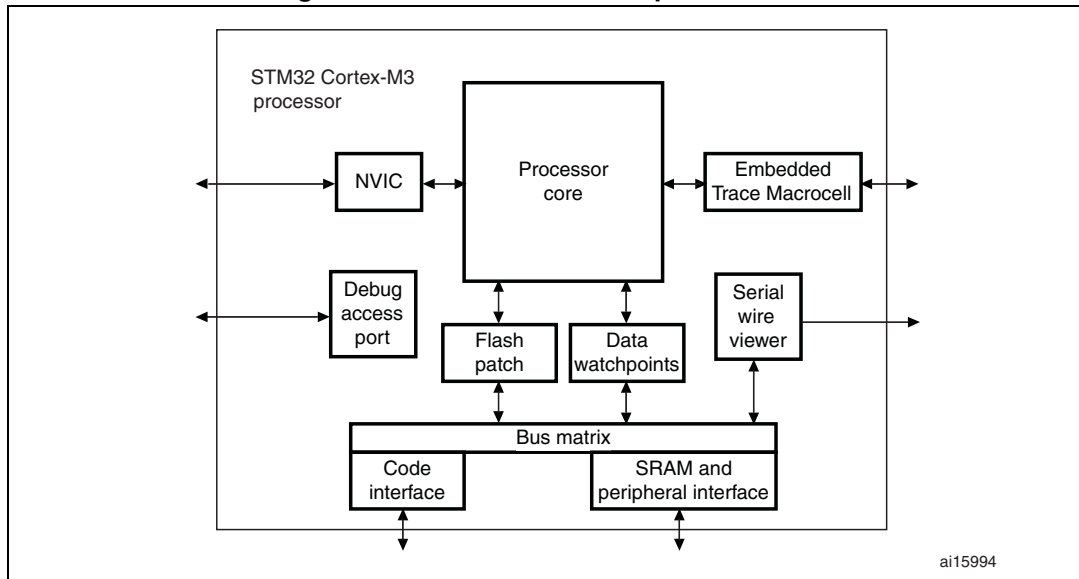 STM32 Cortex-M3
processor
Processor
core
NVIC
Embedded
Trace Macrocell
Debug
access
port
Flash
patch
Data
watchpoints
Serial
wire
viewer
Bus matrix
Code
interface
SRAM and
peripheral interface
ai15994